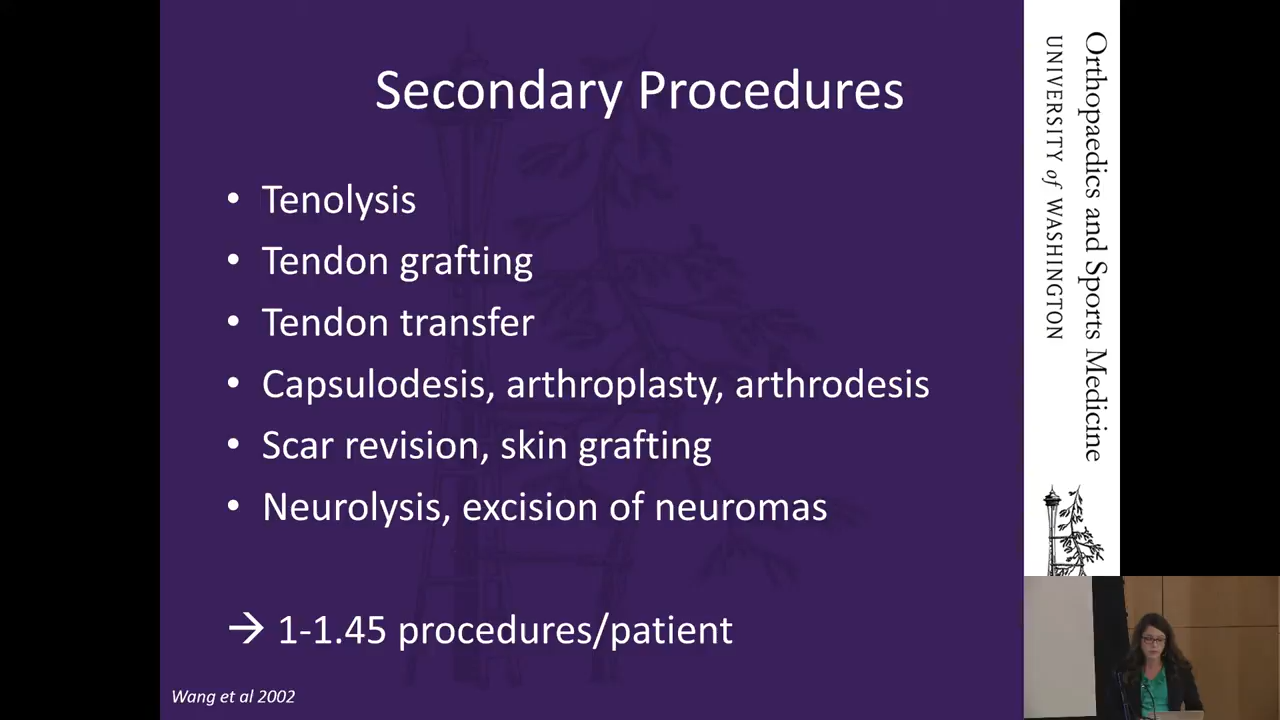 Secondary Procedures
• Tenolysis
• Tendon grafting
• Tendon transfer
• Capsulodesis, arthroplasty, arthrodesis
• Scar revision, skin grafting
• Neurolysis, excision of neuromas
→ 1-1.45 procedures/patient
Wang et al 2002
Orthopaedics and Sports Medicine
UNIVERSITY of WASHINGTON